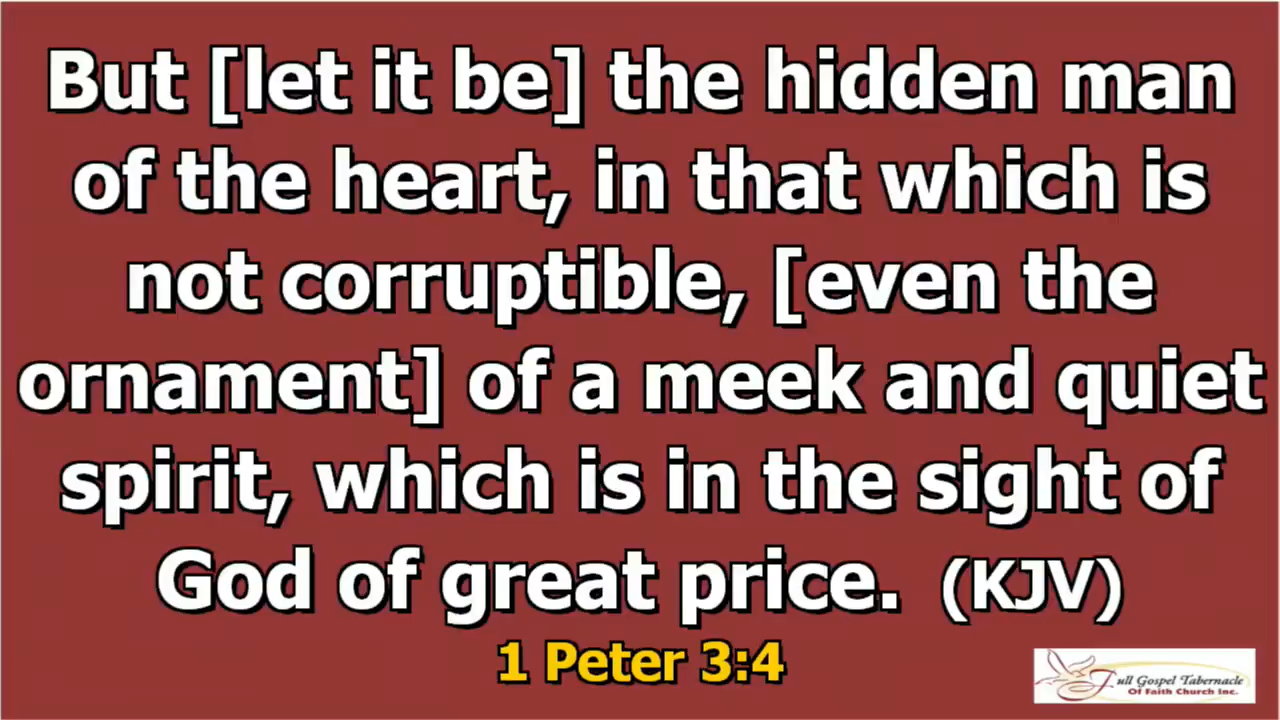 But [let it be] the hidden man
of the heart, in that which is
not corruptible, [even the
ornament] of a meek and quiet
spirit, which is in the sight of
God of great price. (KJV)
1 Peter 3:4
Full Gospel Tabernacle
Of Faith Church Inc.